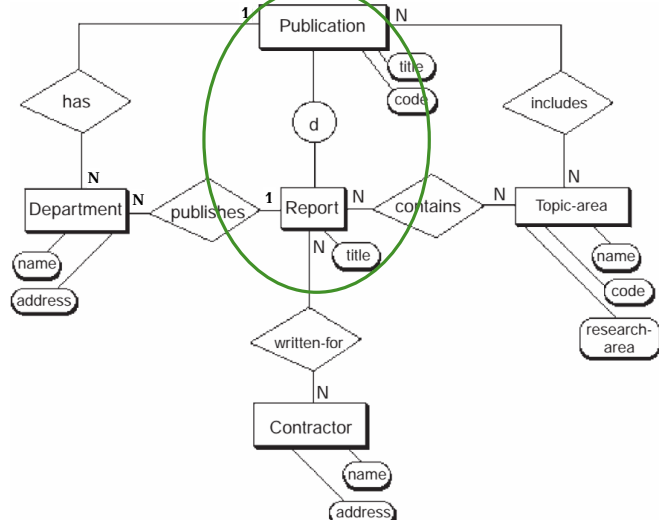 1 Publication N
title
code
has
d
includes
N N
Department N publishes 1 Report N contains N Topic-area
N
name
address
title
name
code
research-
area
written-for
N
Contractor
name
address